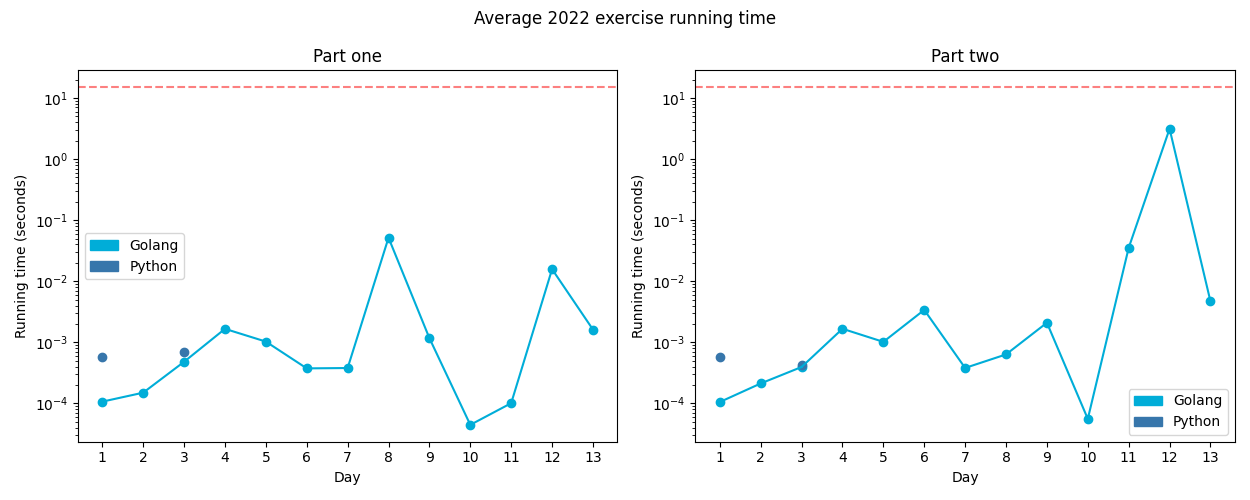 Average 2022 exercise running time
Part one
Running time (seconds)
10¹
10⁰
10⁻¹
10⁻²
10⁻³
10⁻⁴
Golang
Python
1 2 3 4 5 6 7 8 9 10 11 12 13
Day
Part two
Running time (seconds)
10¹
10⁰
10⁻¹
10⁻²
10⁻³
10⁻⁴
Golang
Python
1 2 3 4 5 6 7 8 9 10 11 12 13
Day